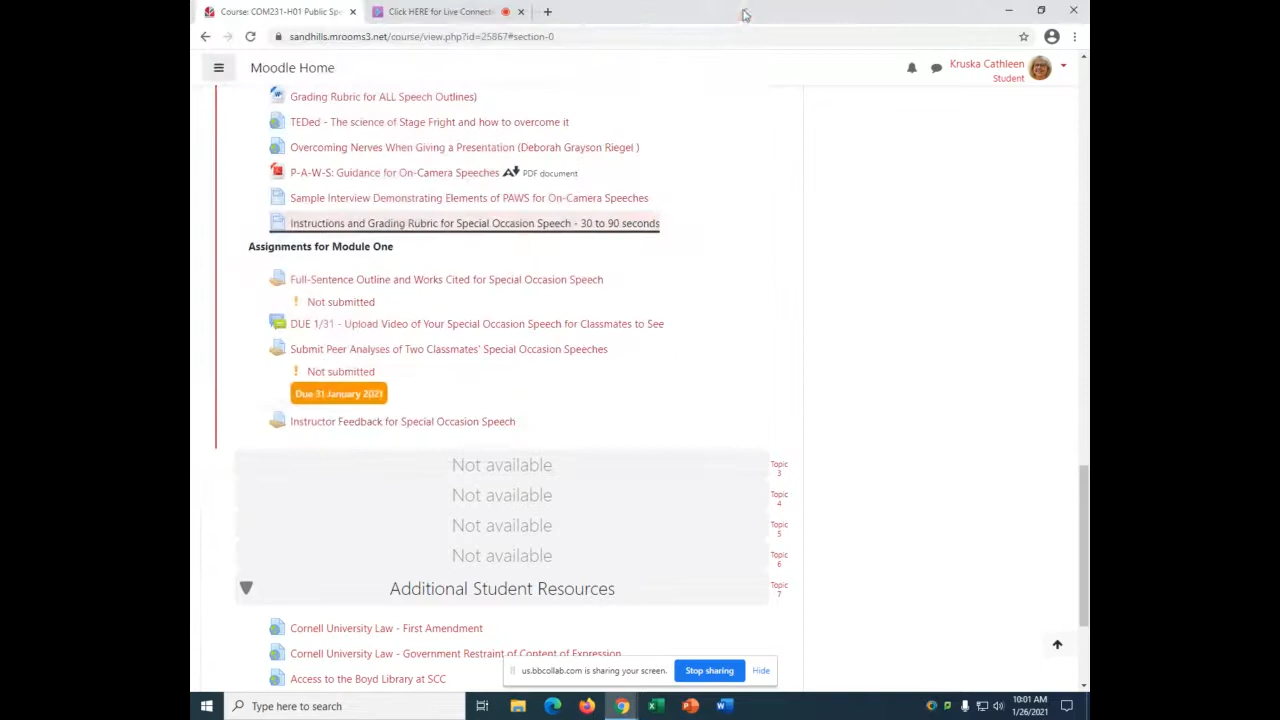 Course: COM231-H01 Public Spe
Click HERE for Live Connecti
sandhills.mrooms3.net/course/view.php?id=25867#section-0
Moodle Home
Kruska Cathleen
Student
Grading Rubric for ALL Speech Outlines)
TEDed - The science of Stage Fright and how to overcome it
Overcoming Nerves When Giving a Presentation (Deborah Grayson Riegel )
P-A-W-S: Guidance for On-Camera Speeches PDF document
Sample Interview Demonstrating Elements of PAWS for On-Camera Speeches
Instructions and Grading Rubric for Special Occasion Speech - 30 to 90 seconds
Assignments for Module One
Full-Sentence Outline and Works Cited for Special Occasion Speech
! Not submitted
DUE 1/31 - Upload Video of Your Special Occasion Speech for Classmates to See
Submit Peer Analyses of Two Classmates' Special Occasion Speeches
! Not submitted
Due 31 January 2021
Instructor Feedback for Special Occasion Speech
Not available
Topic
3
Not available
Topic
4
Not available
Topic
5
Not available
Topic
6
Additional Student Resources
Topic
7
Cornell University Law - First Amendment
Cornell University Law - Government Restraint of Content of Expression
us.bbcollab.com is sharing your screen.
Stop sharing
Hide
Access to the Boyd Library at SCC
Type here to search
10:01 AM
1/26/2021